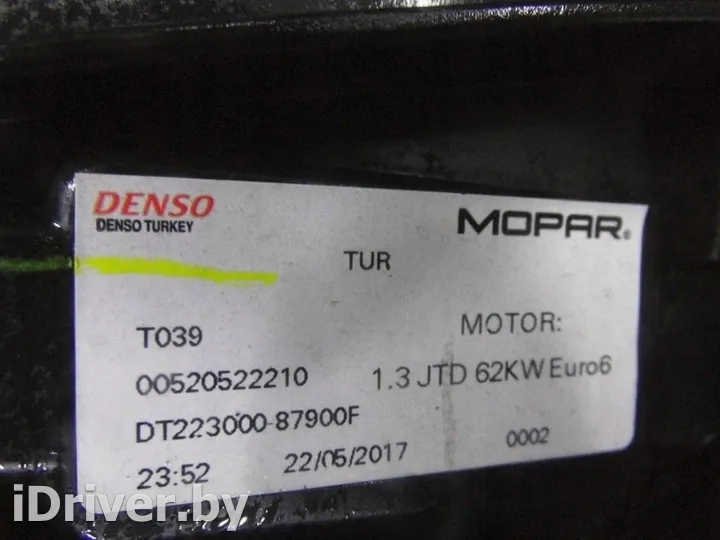 DENSO
DENSO TURKEY
MOPAR®
TUR
T039
MOTOR:
00520522210
1.3 JTD 62KW Euro6
DT223000-87900F
23:52 22/05/2017 0002
iDriver.by